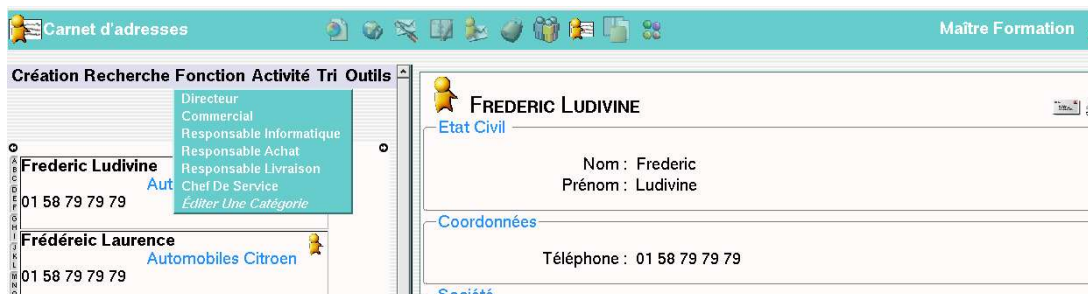 Carnet d'adresses
Maître Formation
Création Recherche Fonction Activité Tri Outils
Directeur
Commercial
Responsable Informatique
Responsable Achat
Responsable Livraison
Chef De Service
Éditer Une Catégorie
Frederic Ludivine
Aut
01 58 79 79 79
Frédéreic Laurence
Automobiles Citroen
01 58 79 79 79
FREDERIC LUDIVINE
Etat Civil
Nom : Frederic
Prénom : Ludivine
Coordonnées
Téléphone : 01 58 79 79 79
Société